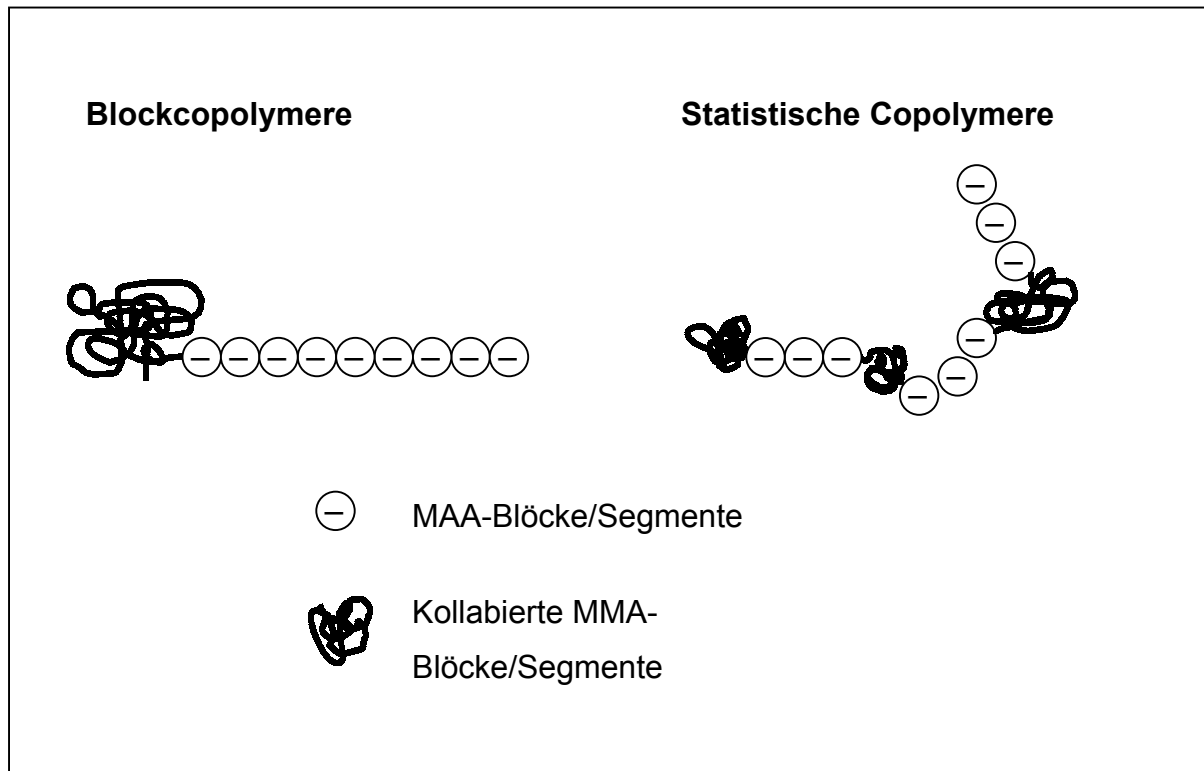 Blockcopolymere
Statistische Copolymere
MAA-Blöcke/Segmente
Kollabierte MMA-
Blöcke/Segmente